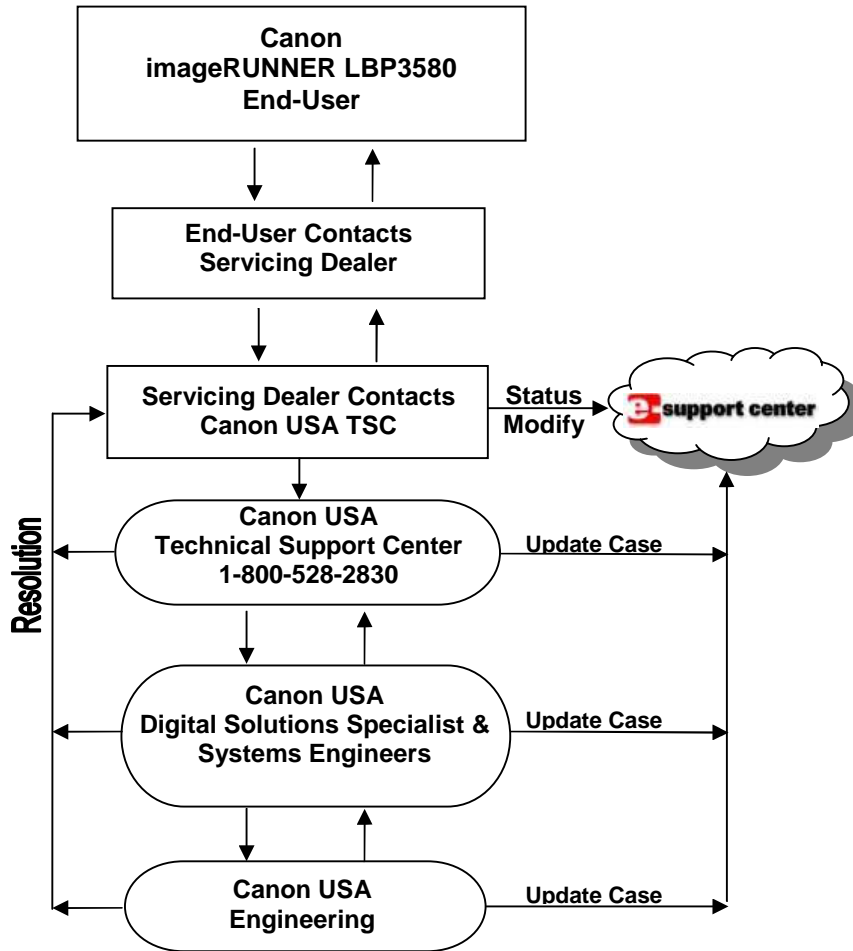 Canon
imageRUNNER LBP3580
End-User
End-User Contacts
Servicing Dealer
Servicing Dealer Contacts
Canon USA TSC
Status
Modify
e-support center
Resolution
Canon USA
Technical Support Center
1-800-528-2830
Update Case
Canon USA
Digital Solutions Specialist &
Systems Engineers
Update Case
Canon USA
Engineering
Update Case